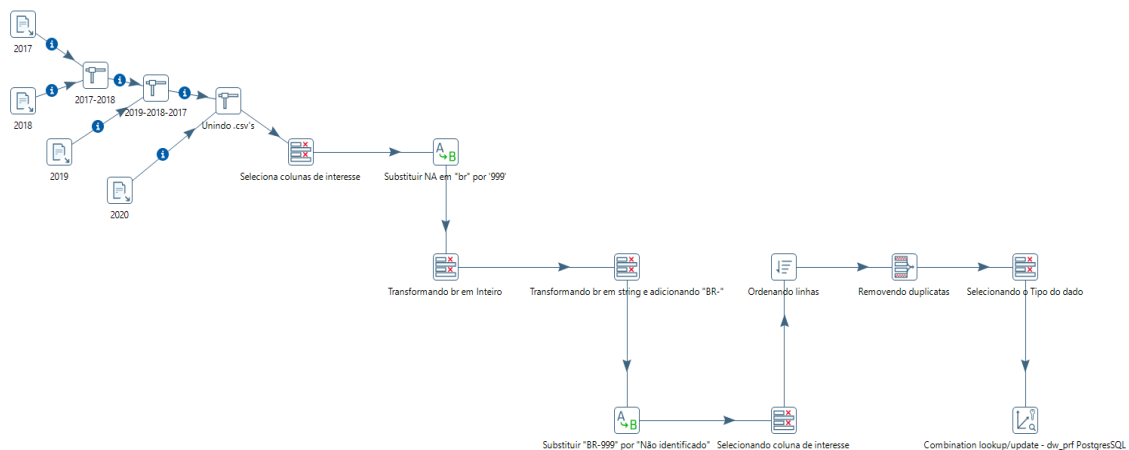 2017
2018
2017-2018
2019-2018-2017
Unindo .csv's
2019
2020
Seleciona colunas de interesse
Substituir NA em "br" por '999'
Transformando br em Inteiro
Transformando br em string e adicionando "BR-"
Ordenando linhas
Removendo duplicatas
Selecionando o Tipo do dado
Substituir "BR-999" por "Não identificado"
Selecionando coluna de interesse
Combination lookup/update - dw_prf PostqresSQL